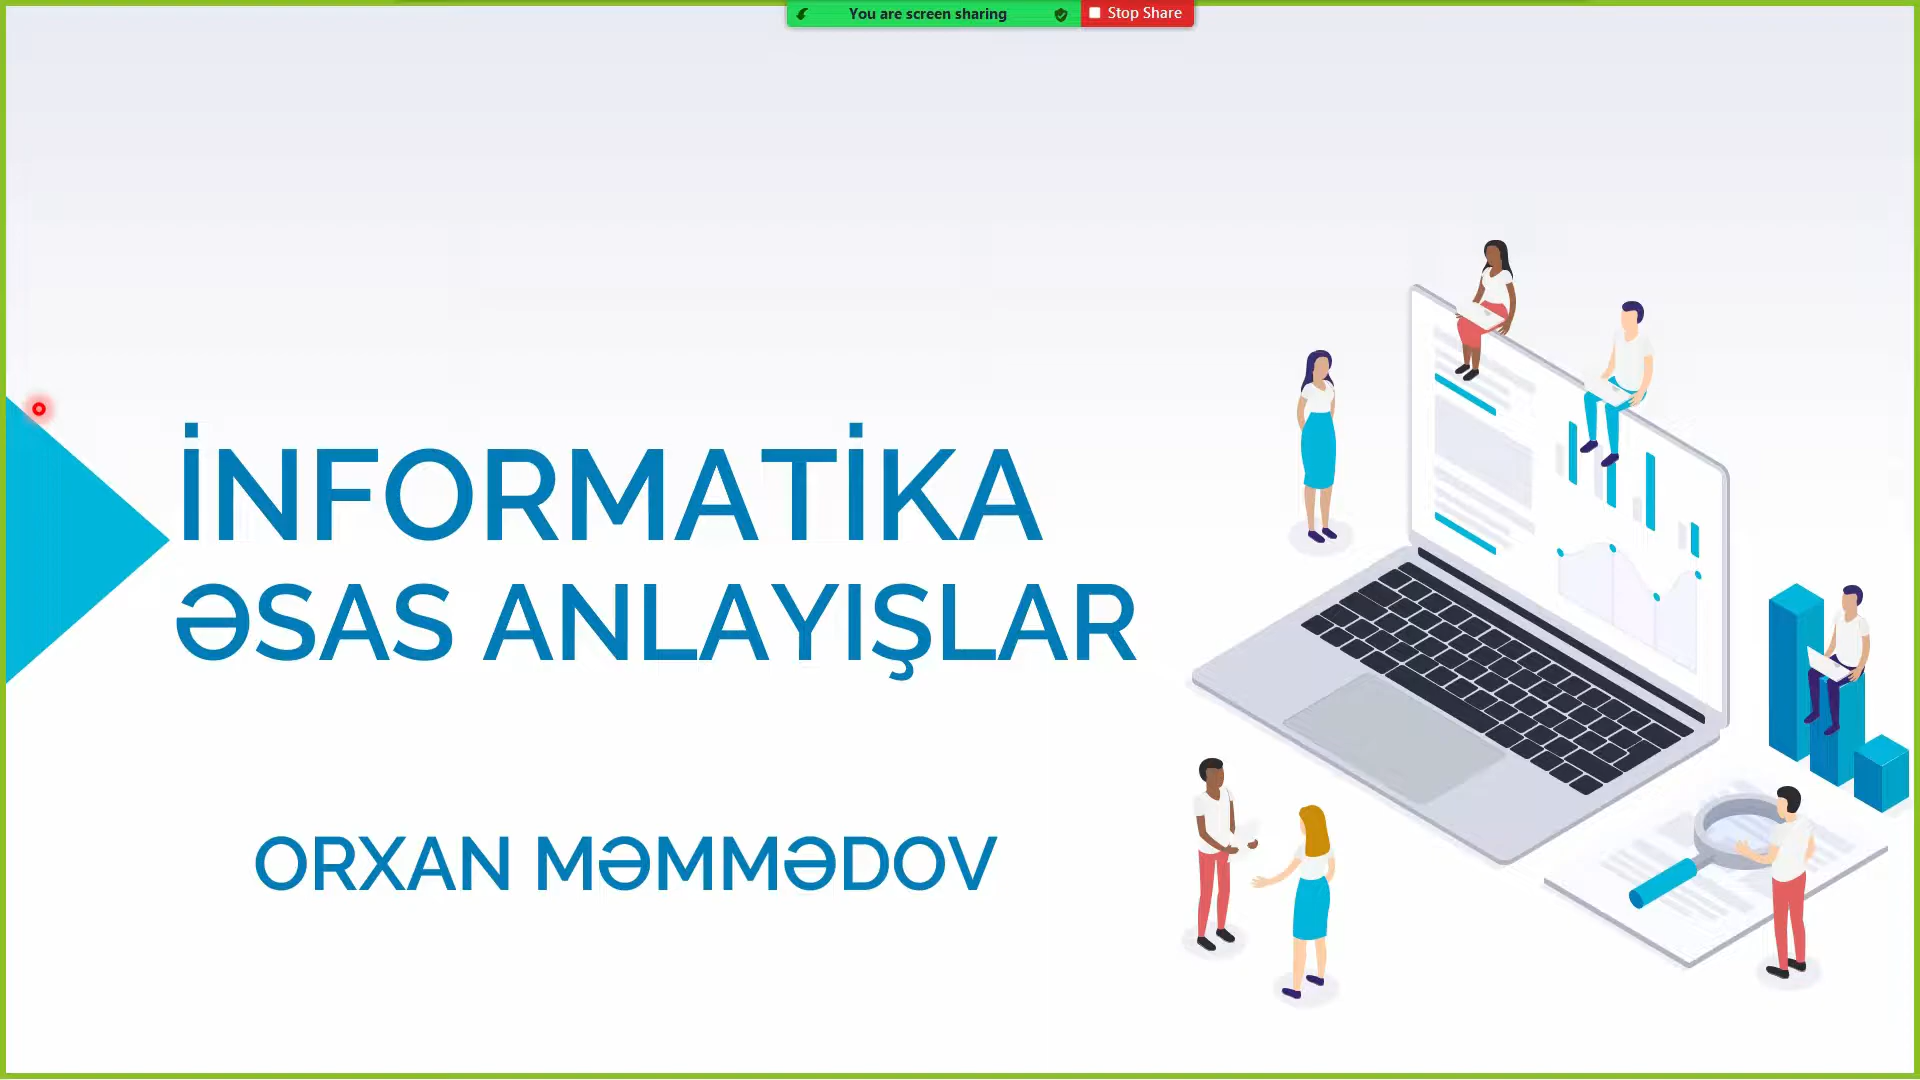 You are screen sharing
Stop Share
İNFORMATİKA
ƏSAS ANLAYIŞLAR
ORXAN MƏMMƏDOV